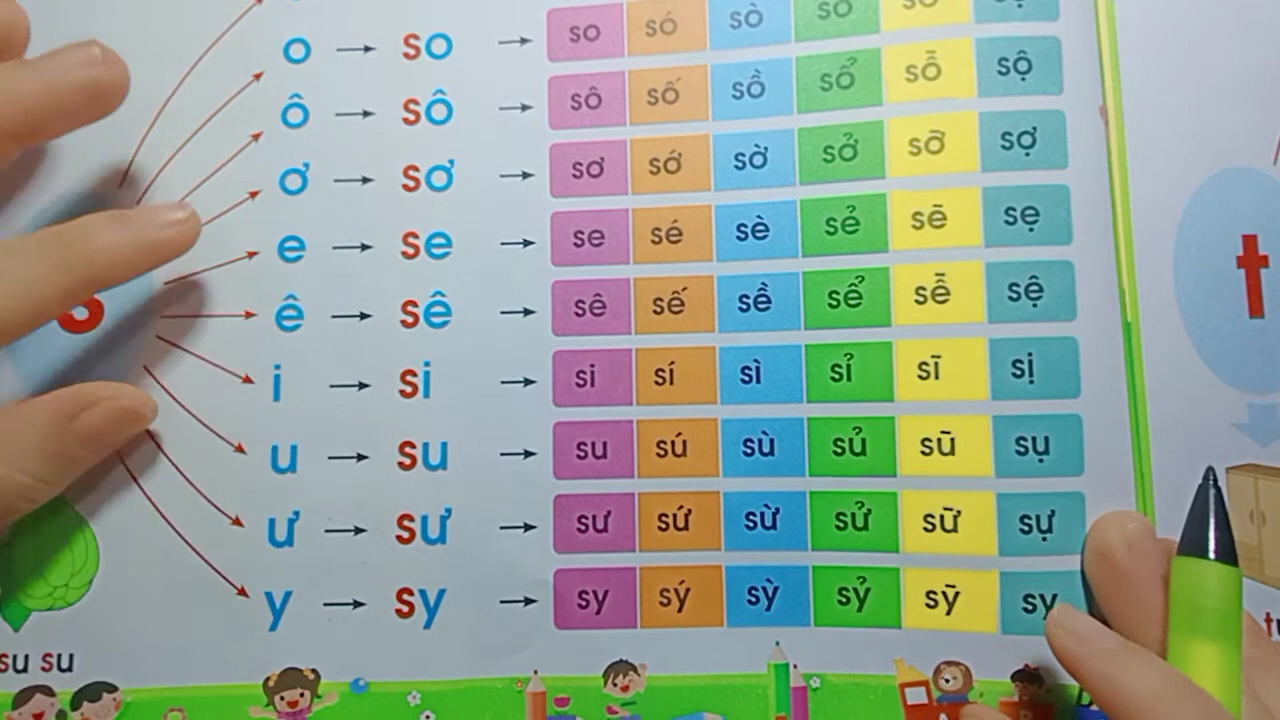 o → so → so só sò sỏ
ô → sô → sô số sồ sổ sỗ sộ
ơ → sơ → sơ sớ sờ sở sỡ sợ
e → se → se sé sè sẻ sẽ sẹ
ê → sê → sê sế sề sể sễ sệ
i → si → si sí sì sỉ sĩ sị
u → su → su sú sù sủ sũ sụ
ư → sư → sư sứ sừ sử sữ sự
y → sy → sy sý sỳ sỷ sỹ
su su
t